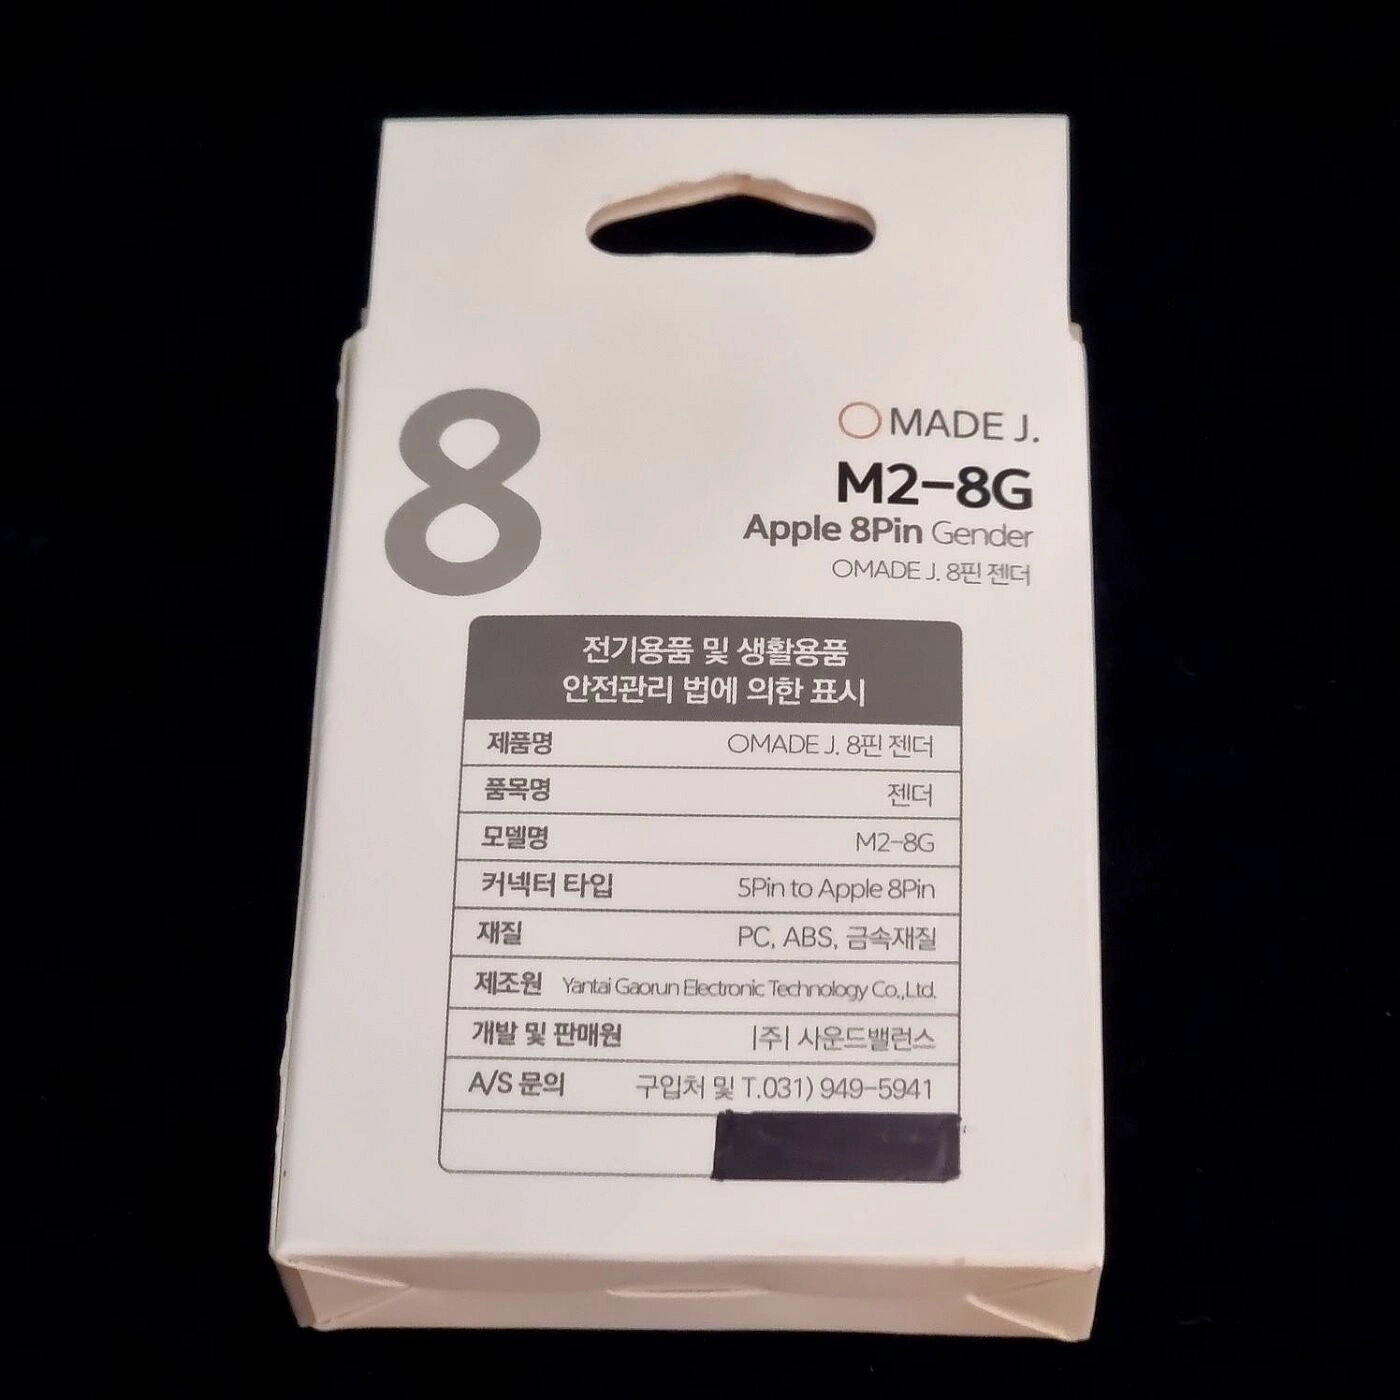 8
OMADE J.
M2-8G
Apple 8Pin Gender
OMADE J. 8핀 젠더
전기용품 및 생활용품
안전관리 법에 의한 표시
제품명 OMADE J. 8핀 젠더
품목명 젠더
모델명 M2-8G
커넥터 타입 5Pin to Apple 8Pin
재질 PC, ABS, 금속재질
제조원 Yantai Gaorun Electronic Technology Co.,Ltd.
개발 및 판매원 |주| 사운드밸런스
A/S 문의 구입처 및 T.031) 949-5941